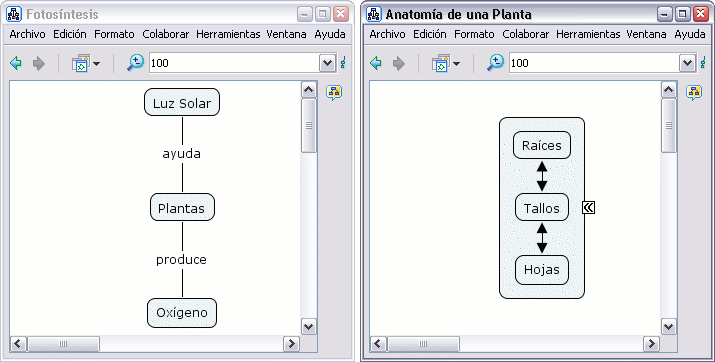 Fotosíntesis
Archivo Edición Formato Colaborar Herramientas Ventana Ayuda
100
Luz Solar
ayuda
Plantas
produce
Oxígeno
Anatomía de una Planta
Archivo Edición Formato Colaborar Herramientas Ventana Ayuda
100
Raíces
Tallos
Hojas